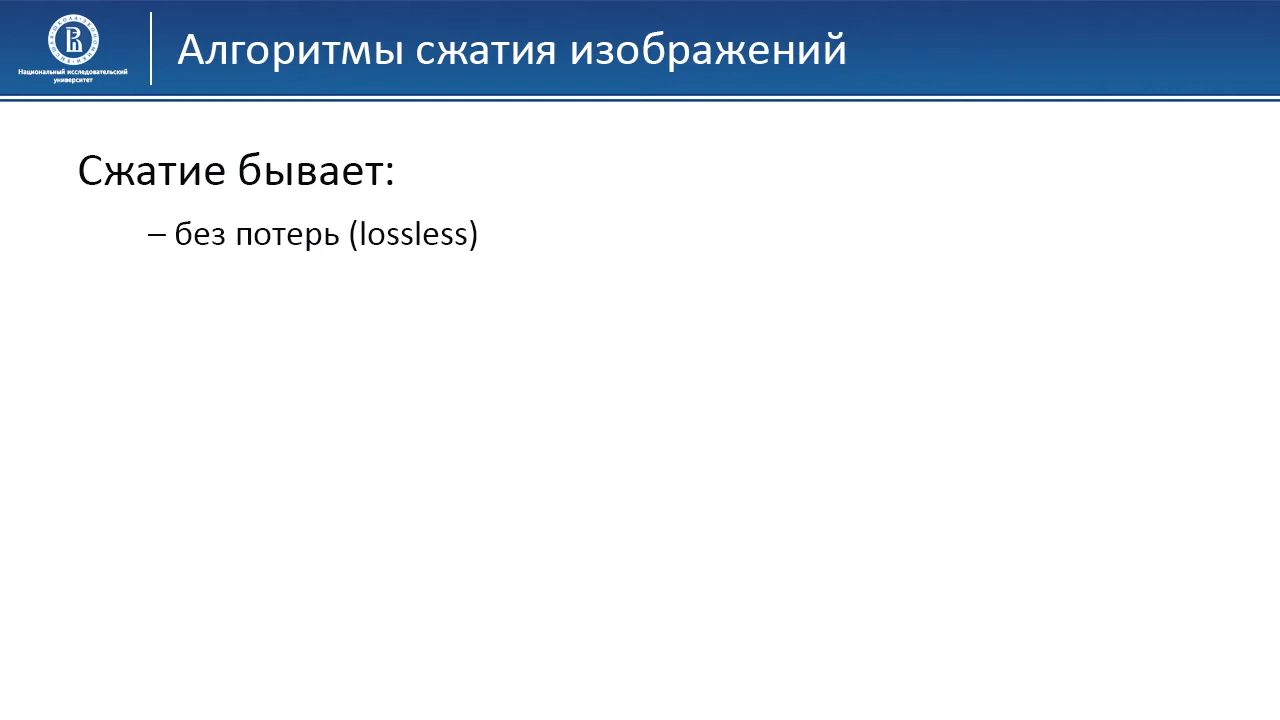 Национальный исследовательский
университет
Алгоритмы сжатия изображений
Сжатие бывает:
– без потерь (lossless)